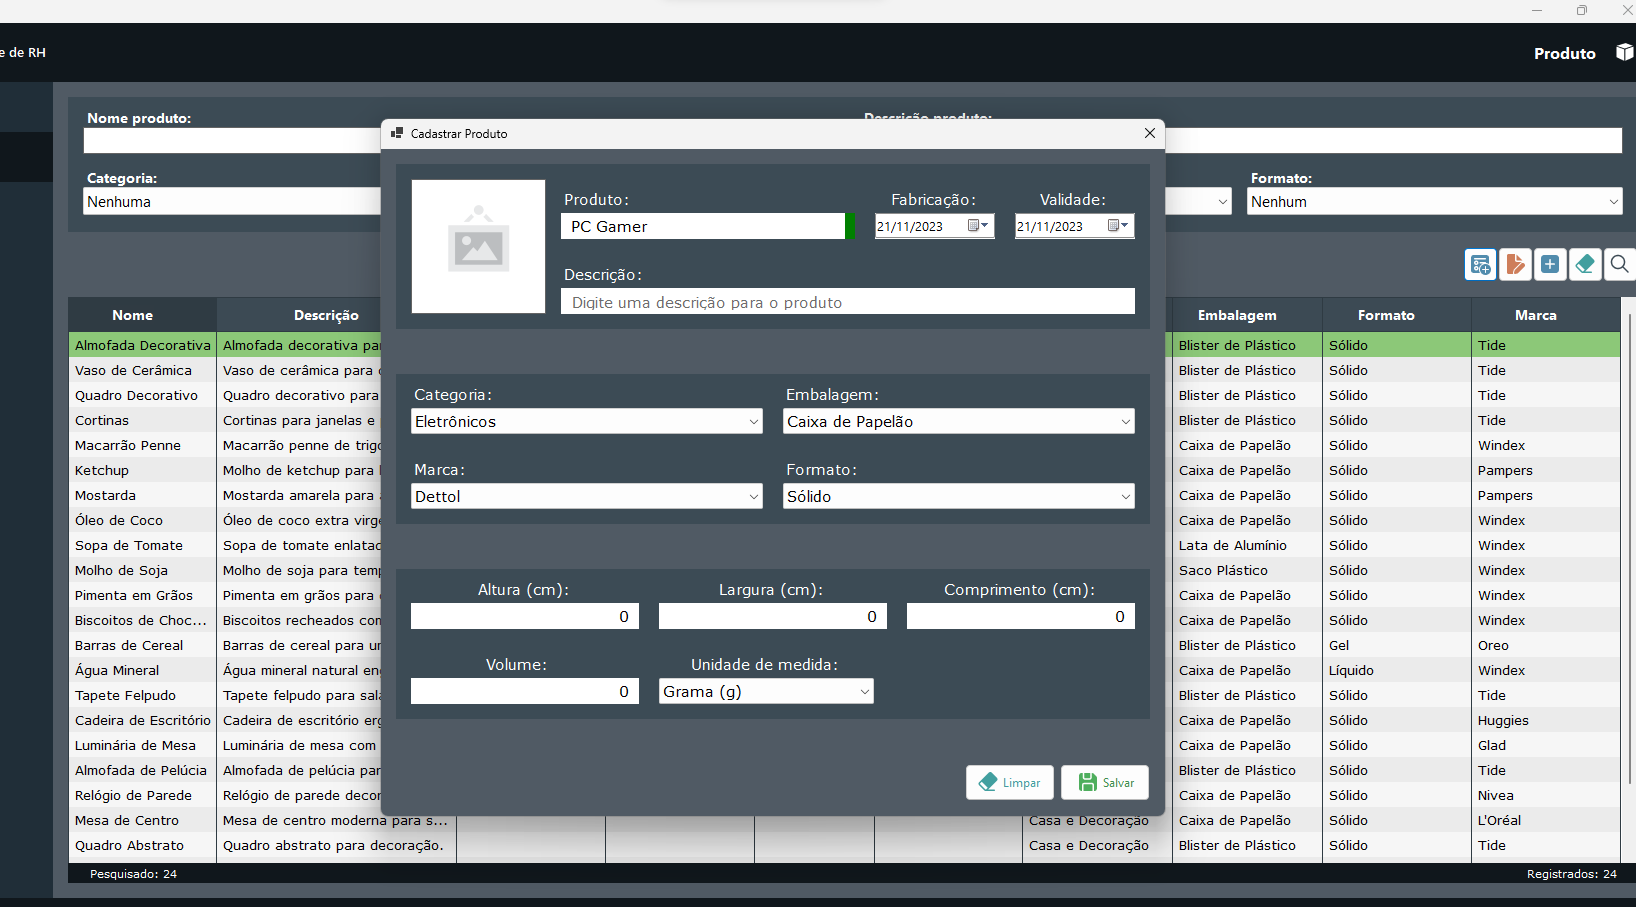 e de RH
Produto
Nome produto:
Descrição produto:
Categoria:
Nenhuma
Formato:
Nenhum
Cadastrar Produto
Produto:
PC Gamer
Fabricação:
21/11/2023
Validade:
21/11/2023
Descrição:
Digite uma descrição para o produto
Categoria:
Eletrônicos
Embalagem:
Caixa de Papelão
Marca:
Dettol
Formato:
Sólido
Altura (cm):
0
Largura (cm):
0
Comprimento (cm):
0
Volume:
0
Unidade de medida:
Grama (g)
Limpar
Salvar
Nome Descrição Embalagem Formato Marca
Almofada Decorativa Almofada decorativa pa Blister de Plástico Sólido Tide
Vaso de Cerâmica Vaso de cerâmica para Blister de Plástico Sólido Tide
Quadro Decorativo Quadro decorativo para Blister de Plástico Sólido Tide
Cortinas Cortinas para janelas e Blister de Plástico Sólido Tide
Macarrão Penne Macarrão penne de trig Caixa de Papelão Sólido Windex
Ketchup Molho de ketchup para Caixa de Papelão Sólido Pampers
Mostarda Mostarda amarela para Caixa de Papelão Sólido Pampers
Óleo de Coco Óleo de coco extra virge Caixa de Papelão Sólido Windex
Sopa de Tomate Sopa de tomate enlatad Lata de Alumínio Sólido Windex
Molho de Soja Molho de soja para temp Saco Plástico Sólido Windex
Pimenta em Grãos Pimenta em grãos para Caixa de Papelão Sólido Windex
Biscoitos de Choc... Biscoitos recheados con Caixa de Papelão Sólido Windex
Barras de Cereal Barras de cereal para u Blister de Plástico Gel Oreo
Água Mineral Água mineral natural en Caixa de Papelão Líquido Windex
Tapete Felpudo Tapete felpudo para sala Blister de Plástico Sólido Tide
Cadeira de Escritório Cadeira de escritório erg Caixa de Papelão Sólido Huggies
Luminária de Mesa Luminária de mesa com Caixa de Papelão Sólido Glad
Almofada de Pelúcia Almofada de pelúcia par Blister de Plástico Sólido Tide
Relógio de Parede Relógio de parede decor Caixa de Papelão Sólido Nivea
Mesa de Centro Mesa de centro moderna para s... Casa e Decoração Caixa de Papelão Sólido L'Oréal
Quadro Abstrato Quadro abstrato para decoração. Casa e Decoração Blister de Plástico Sólido Tide
Pesquisado: 24
Registrados: 24